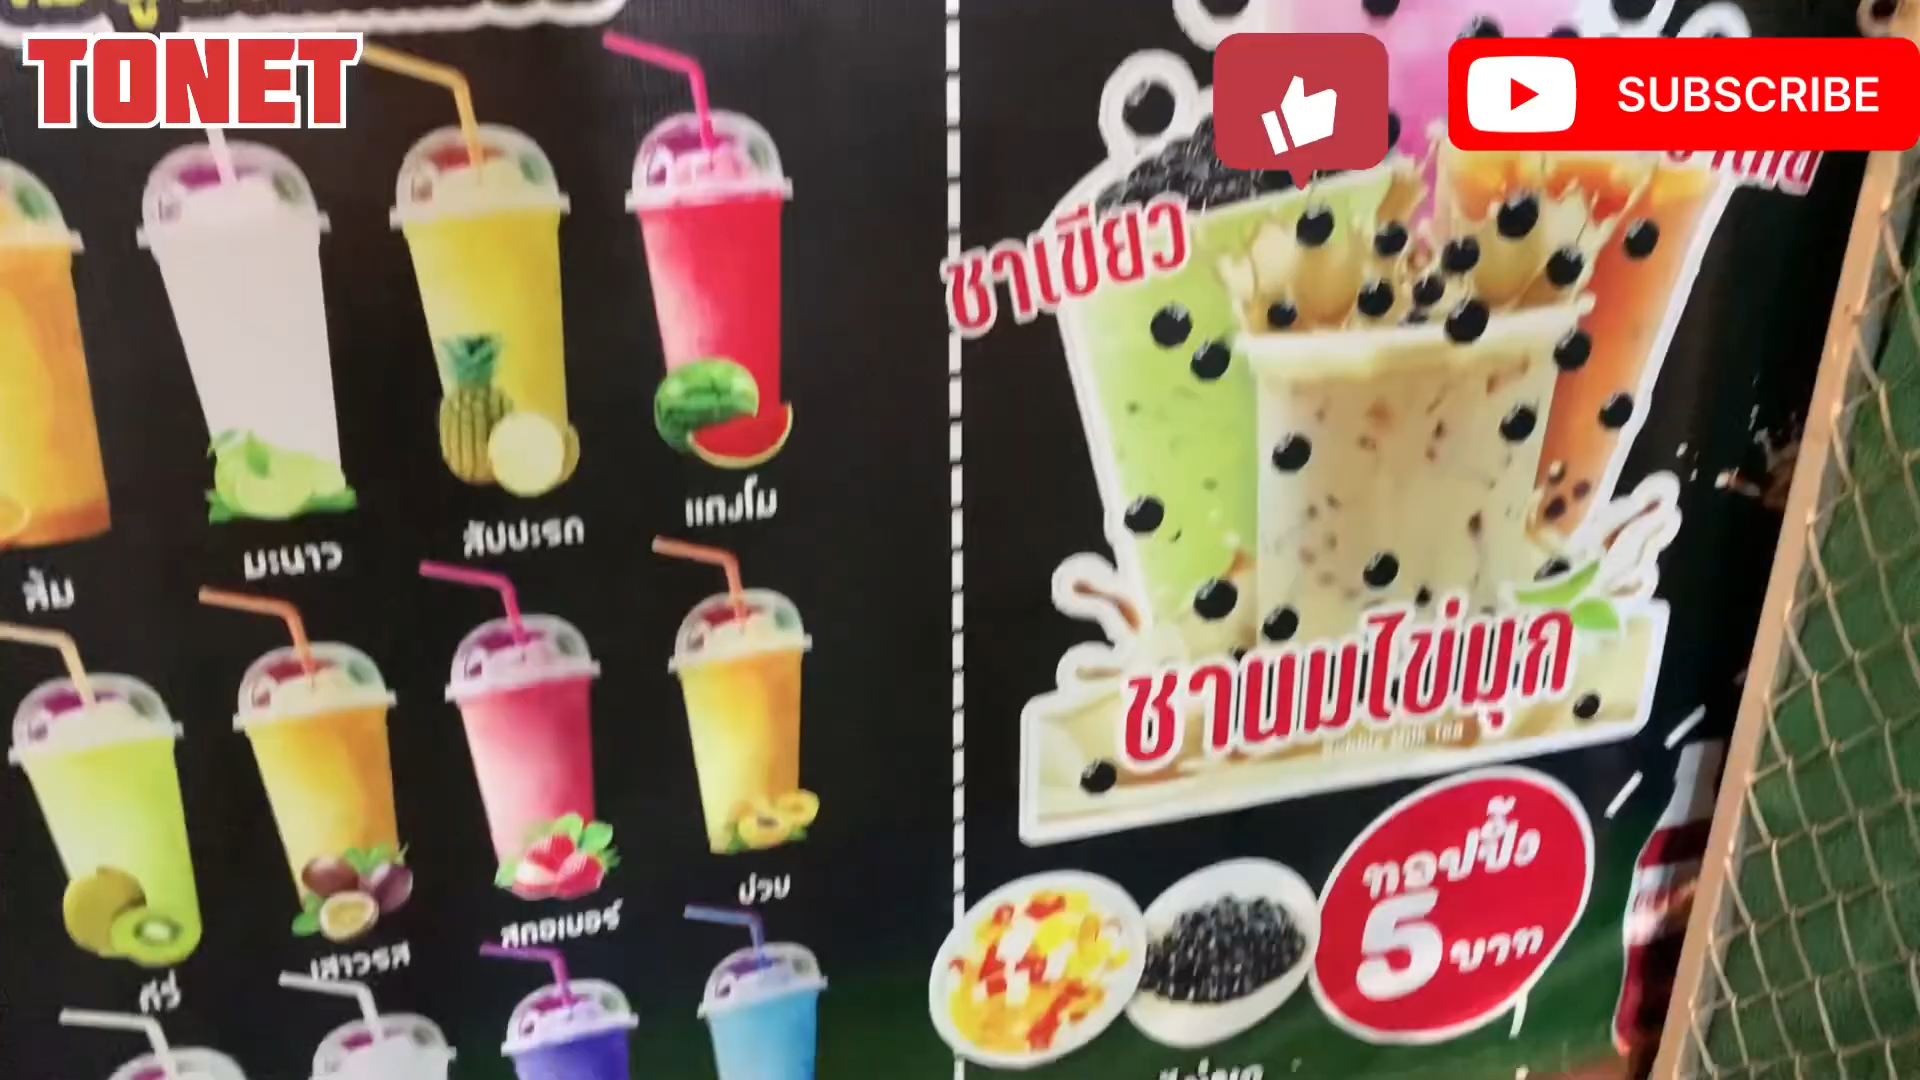 TONET
SUBSCRIBE
ส้ม
มะนาว
สัปปะรด
แตงโม
กีวี่
เสาวรส
สตอเบอร์
บ๊วย
ชาเขียว
ชานมไข่มุก
ทอปปิ้ง
5 บาท